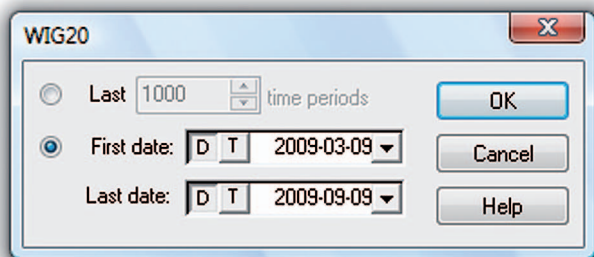 WIG20
Last 1000 time periods
OK
First date: D T 2009-03-09
Cancel
Last date: D T 2009-09-09
Help